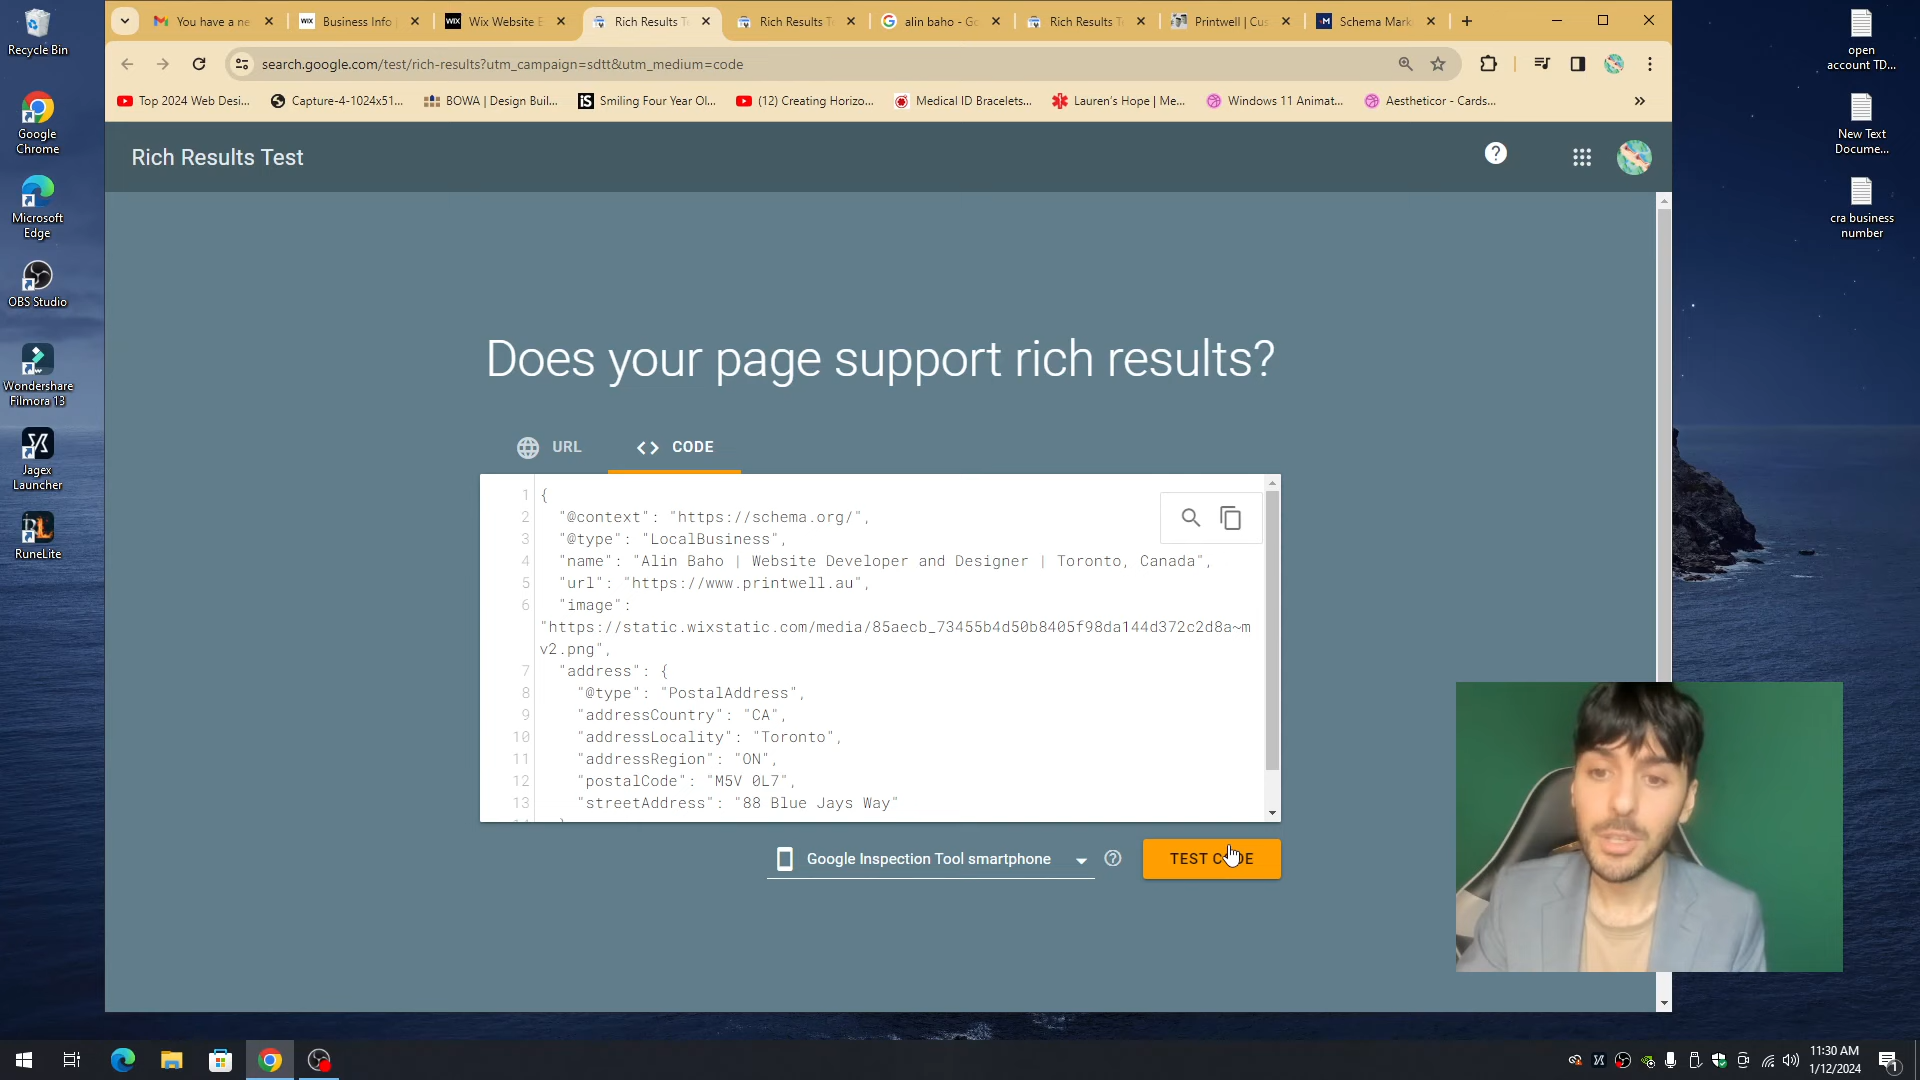 Recycle Bin
Google Chrome
Microsoft Edge
OBS Studio
Wondershare Filmora 13
Jagex Launcher
RuneLite
open account TD...
New Text Docume...
cra business number
You have a ne
Business Info
WIX
Wix Website E
Rich Results T
Rich Results T
alin baho - Go
Rich Results T
Printwell | Cus
Schema Mark
search.google.com/test/rich-results?utm_campaign=sdtt&utm_medium=code
Top 2024 Web Desi...
Capture-4-1024x51...
BOWA | Design Buil...
Smiling Four Year Ol...
(12) Creating Horizo...
Medical ID Bracelets...
Lauren's Hope | Me...
Windows 11 Animat...
Aestheticor - Cards...
»
Rich Results Test
Does your page support rich results?
URL
<> CODE
1 {
2 "@context": "https://schema.org/",
3 "@type": "LocalBusiness",
4 "name": "Alin Baho | Website Developer and Designer | Toronto, Canada",
5 "url": "https://www.printwell.au",
6 "image":
"https://static.wixstatic.com/media/85aecb_73455b4d50b8405f98da144d372c2d8a~m
v2.png",
7 "address": {
8 "@type": "PostalAddress",
9 "addressCountry": "CA",
10 "addressLocality": "Toronto",
11 "addressRegion": "ON",
12 "postalCode": "M5V 0L7",
13 "streetAddress": "88 Blue Jays Way"
Google Inspection Tool smartphone
TEST CODE
11:30 AM
1/12/2024
1